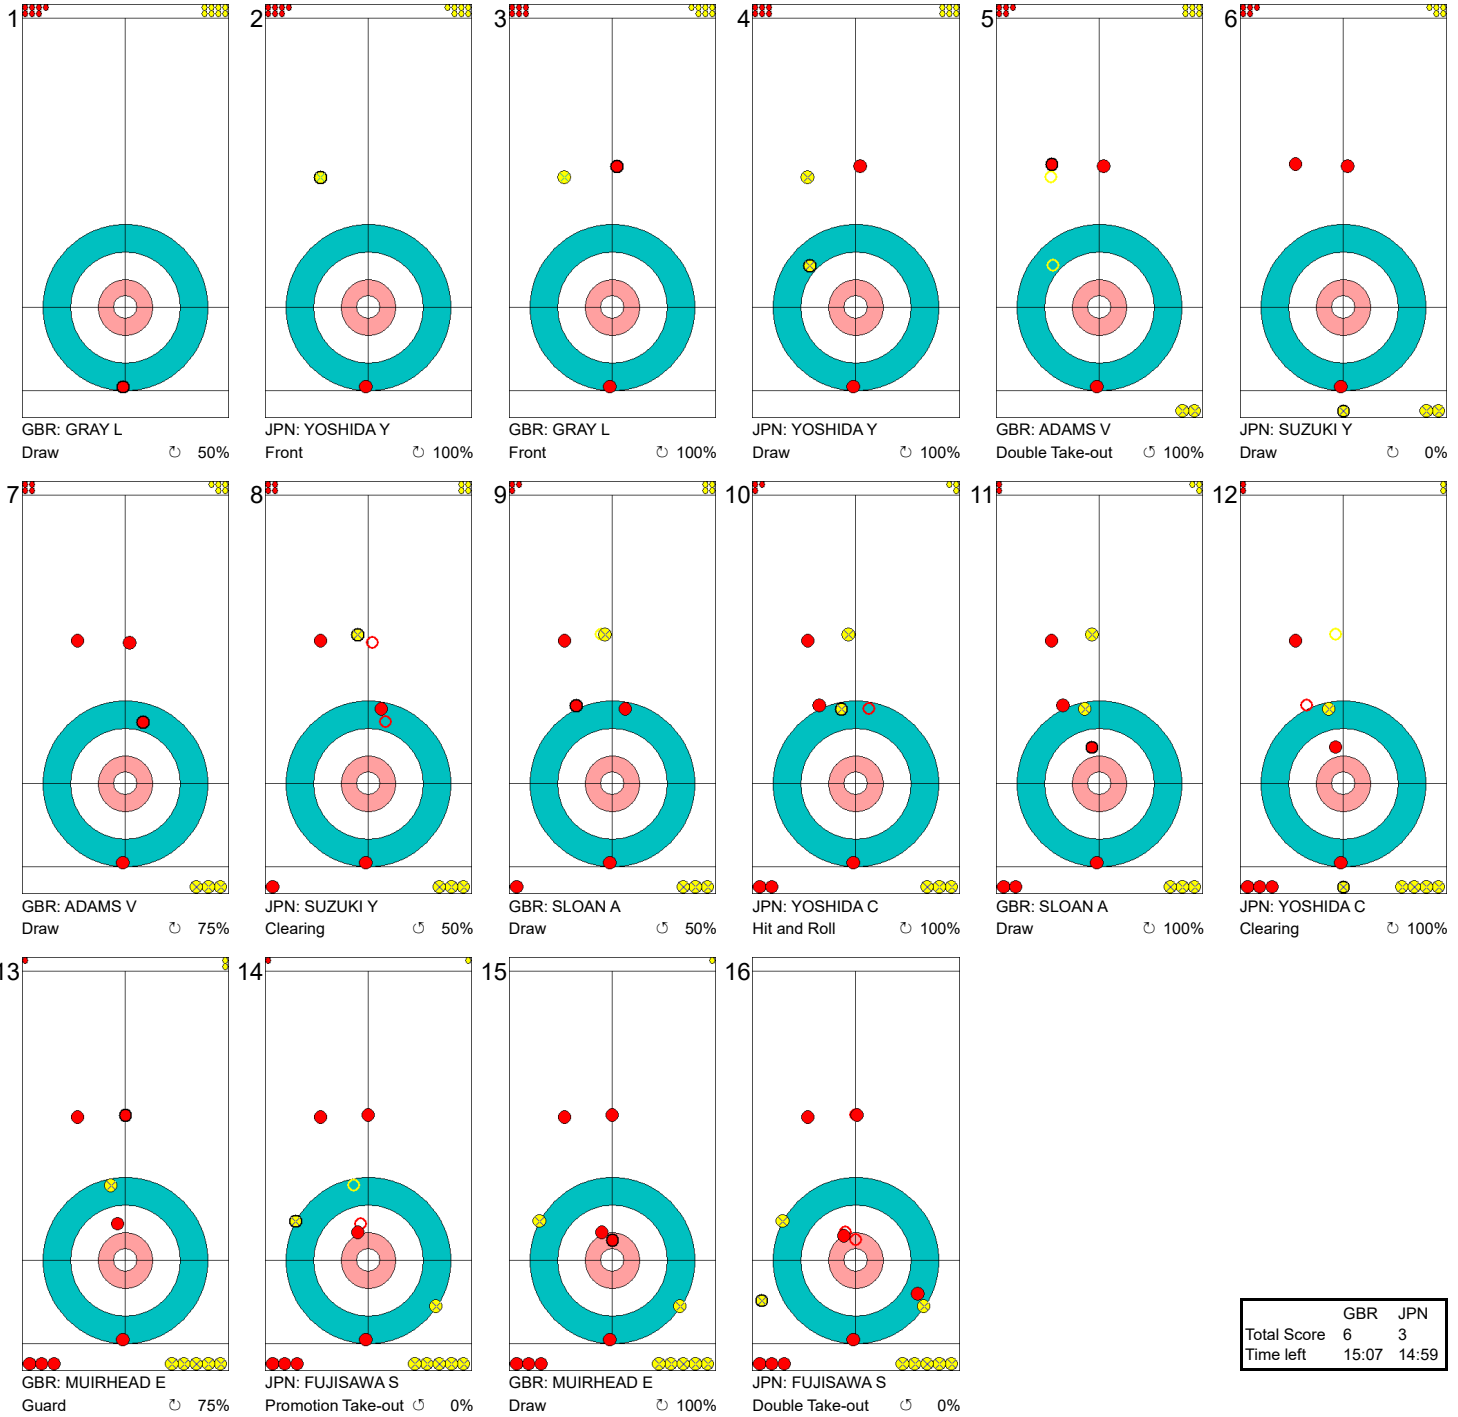 1 2 3 4 5 6
GBR: GRAY L JPN: YOSHIDA Y GBR: GRAY L JPN: YOSHIDA Y GBR: ADAMS V JPN: SUZUKI Y
Draw ↻ 50% Front ↻ 100% Front ↻ 100% Draw ↻ 100% Double Take-out ↺ 100% Draw ↻ 0%
7 8 9 10 11 12
GBR: ADAMS V JPN: SUZUKI Y GBR: SLOAN A JPN: YOSHIDA C GBR: SLOAN A JPN: YOSHIDA C
Draw ↻ 75% Clearing ↺ 50% Draw ↺ 50% Hit and Roll ↻ 100% Draw ↻ 100% Clearing ↻ 100%
13 14 15 16
GBR: MUIRHEAD E JPN: FUJISAWA S GBR: MUIRHEAD E JPN: FUJISAWA S
Guard ↻ 75% Promotion Take-out ↺ 0% Draw ↻ 100% Double Take-out ↺ 0%
GBR JPN
Total Score 6 3
Time left 15:07 14:59